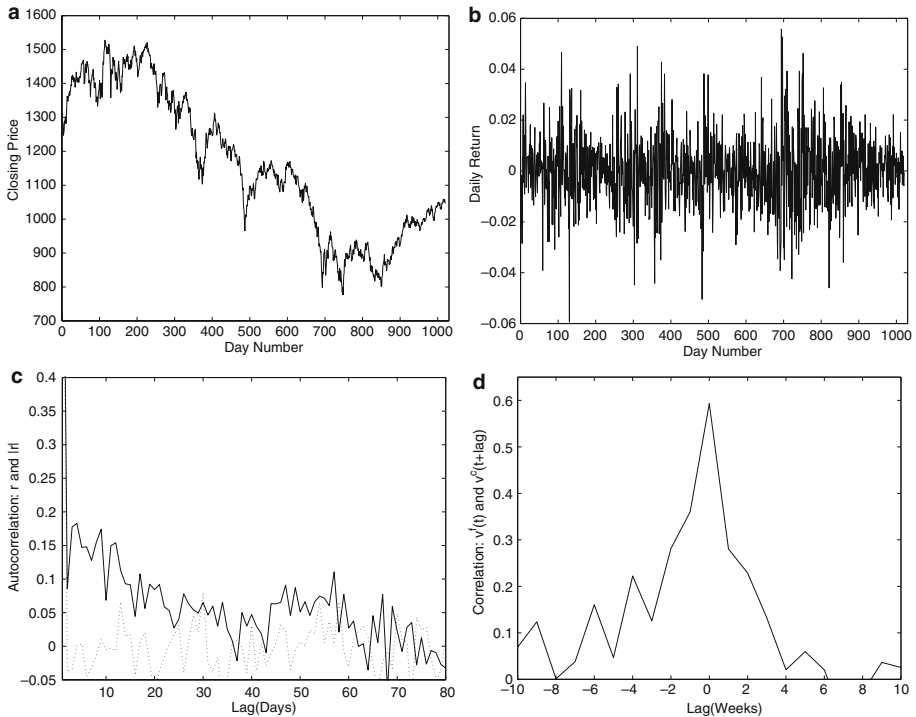 a
1600
1500
1400
1300
1200
1100
1000
900
800
700
0 100 200 300 400 500 600 700 800 900 1000
Day Number
Closing Price
b
0.06
0.04
0.02
0
−0.02
−0.04
−0.06
0 100 200 300 400 500 600 700 800 900 1000
Day Number
Daily Return
c
0.4
0.35
0.3
0.25
0.2
0.15
0.1
0.05
0
−0.05
10 20 30 40 50 60 70 80
Lag(Days)
Autocorrelation: r and |r|
d
0.6
0.5
0.4
0.3
0.2
0.1
0
−10 −8 −6 −4 −2 0 2 4 6 8 10
Lag(Weeks)
Correlation: vᶠ(t) and vᶜ(t+lag)